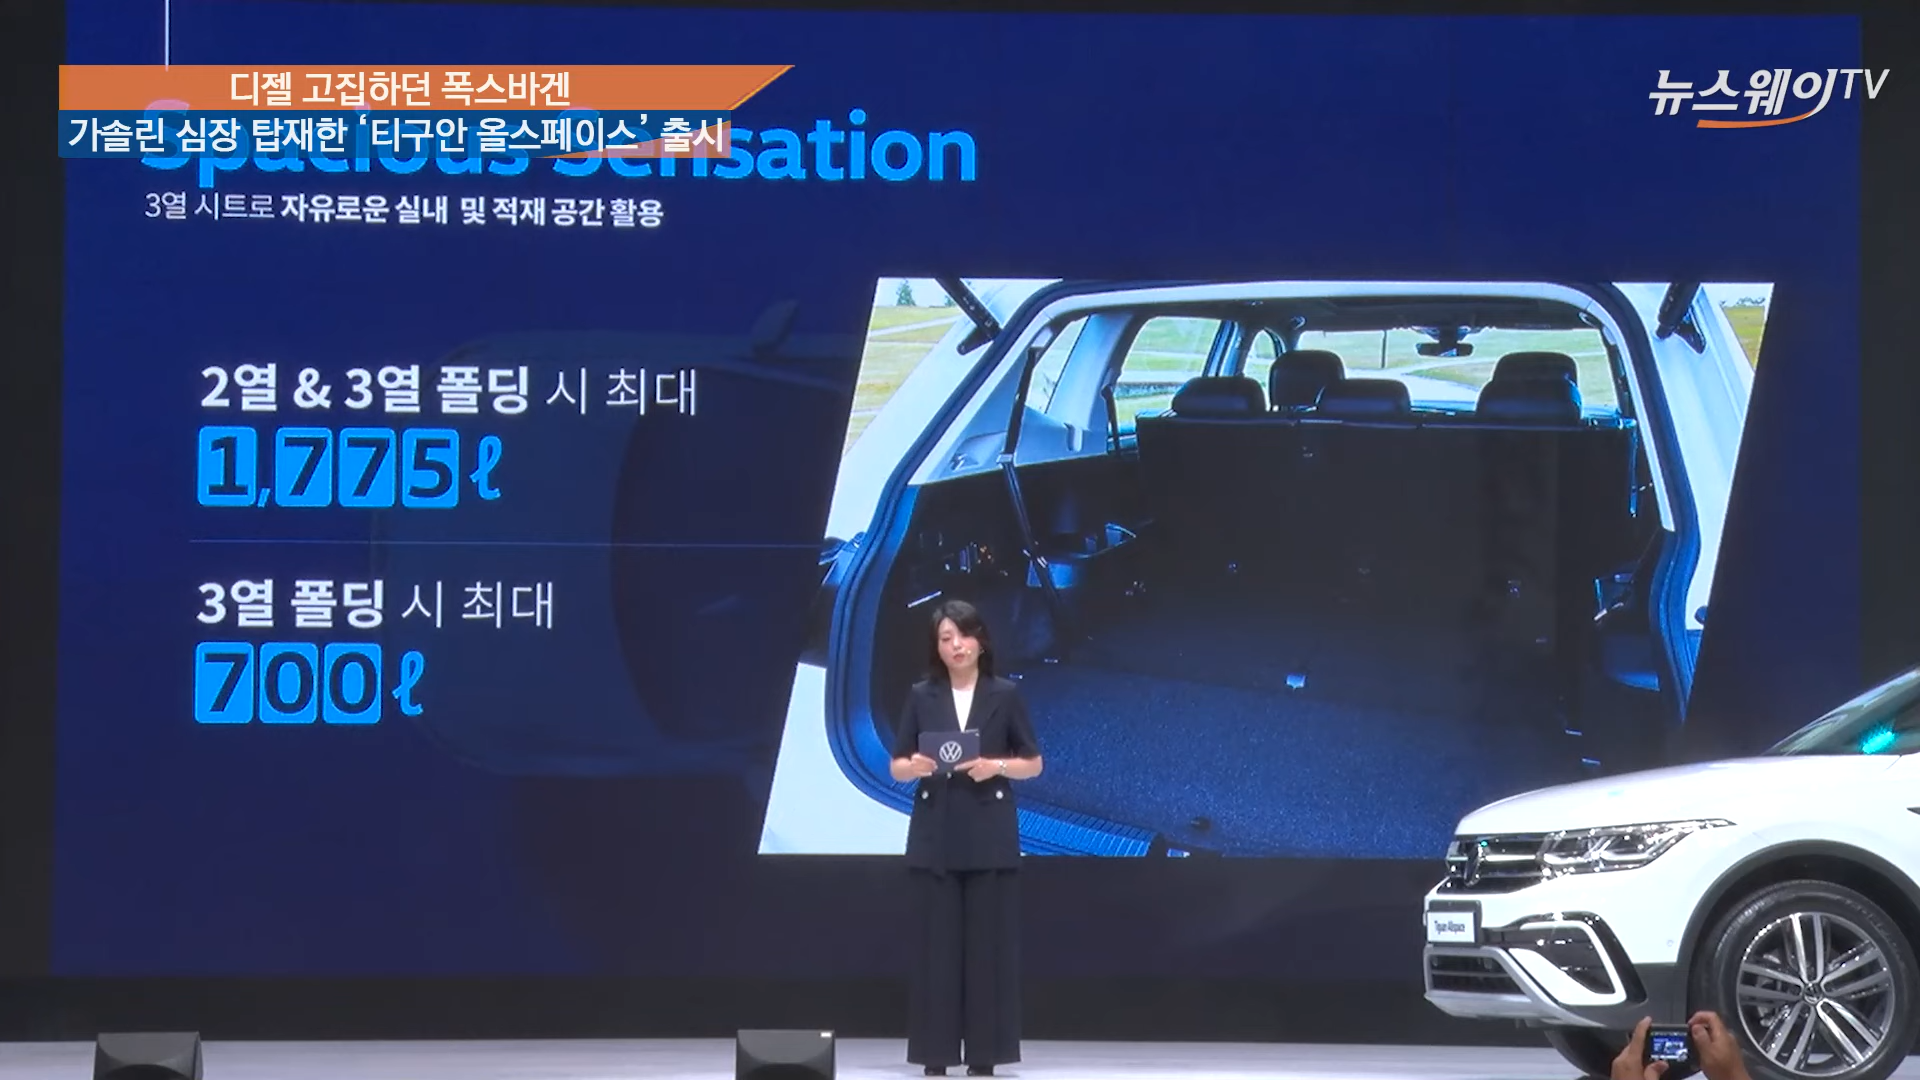 디젤 고집하던 폭스바겐
가솔린 심장 탑재한 ‘티구안 올스페이스’ 출시
뉴스웨이TV
Spacious Sensation
3열 시트로 자유로운 실내 및 적재 공간 활용
2열 & 3열 폴딩 시 최대
1,775ℓ
3열 폴딩 시 최대
700ℓ
Tiguan Allspace